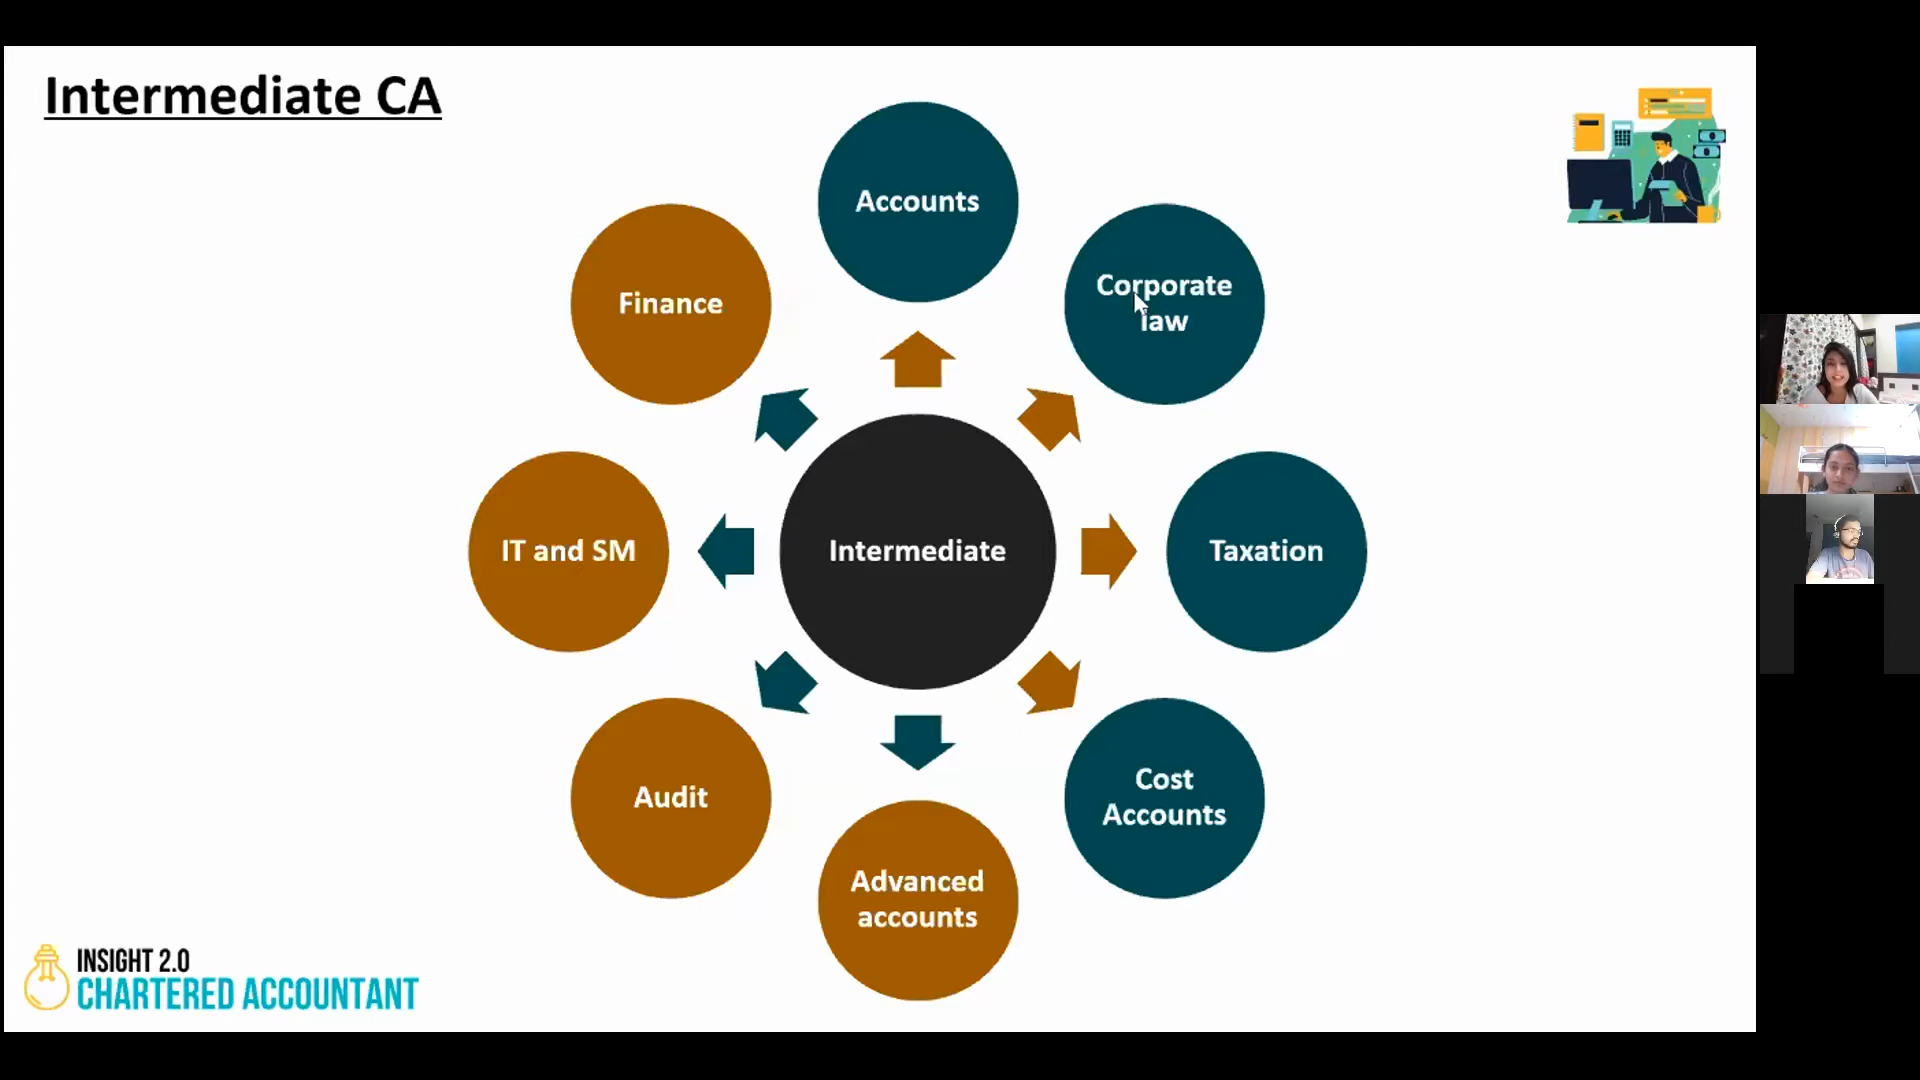 Intermediate CA
Accounts
Corporate
law
Taxation
Cost
Accounts
Advanced
accounts
Audit
IT and SM
Finance
Intermediate
INSIGHT 2.0
CHARTERED ACCOUNTANT